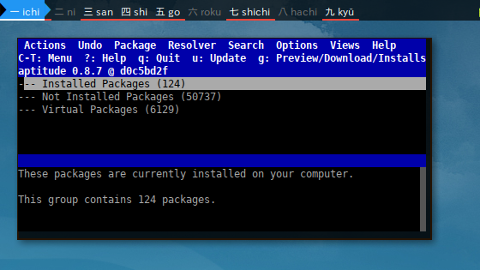 一 ichi 二 ni 三 san 四 shi 五 go 六 roku 七 shichi 八 hachi 九 kyū
Actions Undo Package Resolver Search Options Views Help
C-T: Menu ?: Help q: Quit u: Update g: Preview/Download/Installs
aptitude 0.8.7 @ d0c5bd2f
--- Installed Packages (124)
--- Not Installed Packages (50737)
--- Virtual Packages (6129)
These packages are currently installed on your computer.
This group contains 124 packages.